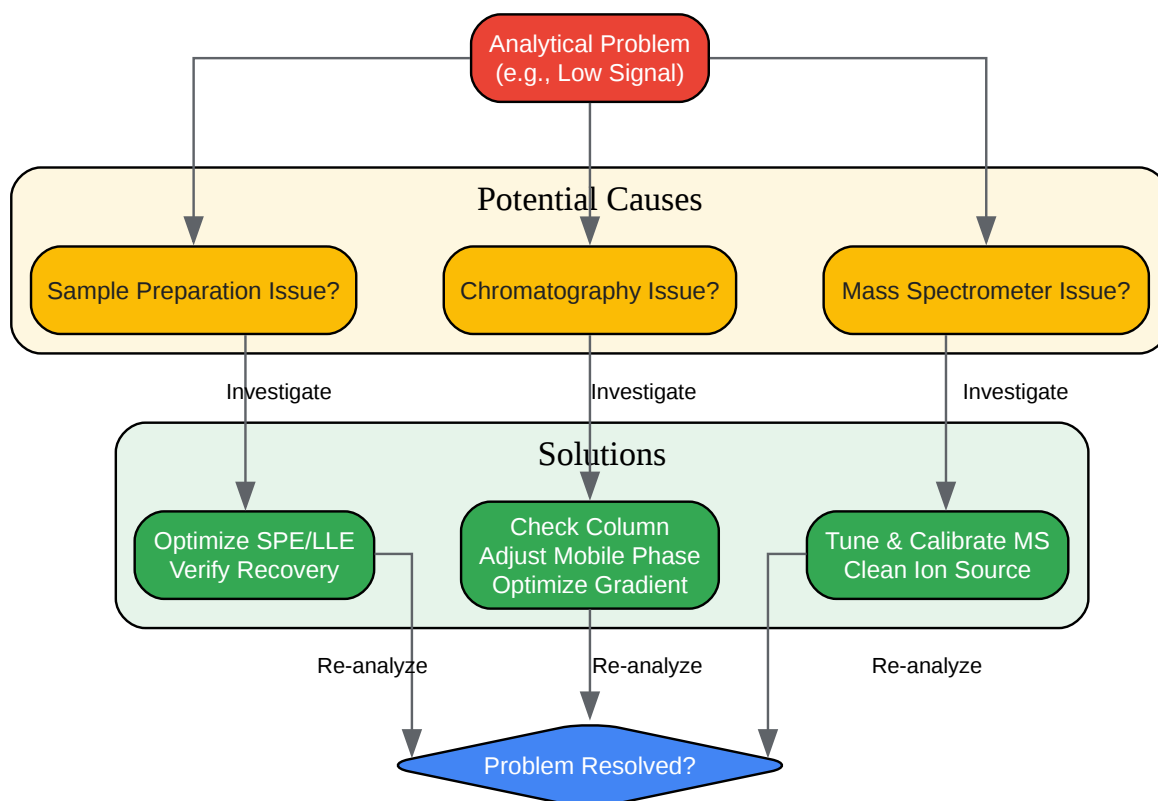 Analytical Problem
(e.g., Low Signal)
Potential Causes
Sample Preparation Issue?
Chromatography Issue?
Mass Spectrometer Issue?
Investigate
Investigate
Investigate
Solutions
Optimize SPE/LLE
Verify Recovery
Check Column
Adjust Mobile Phase
Optimize Gradient
Tune & Calibrate MS
Clean Ion Source
Re-analyze
Re-analyze
Re-analyze
Problem Resolved?